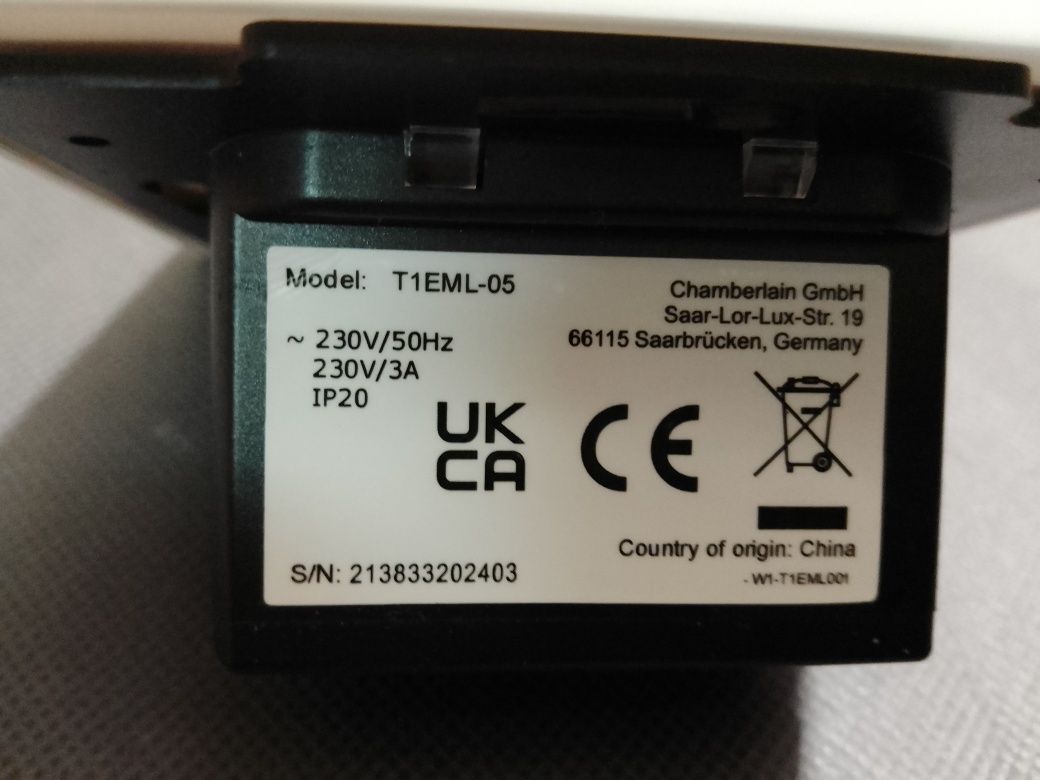 Model: T1EML-05
Chamberlain GmbH
Saar-Lor-Lux-Str. 19
66115 Saarbrücken, Germany
~ 230V/50Hz
230V/3A
IP20
UK
CA
CE
Country of origin: China
S/N: 213833202403
- W1-T1EML001